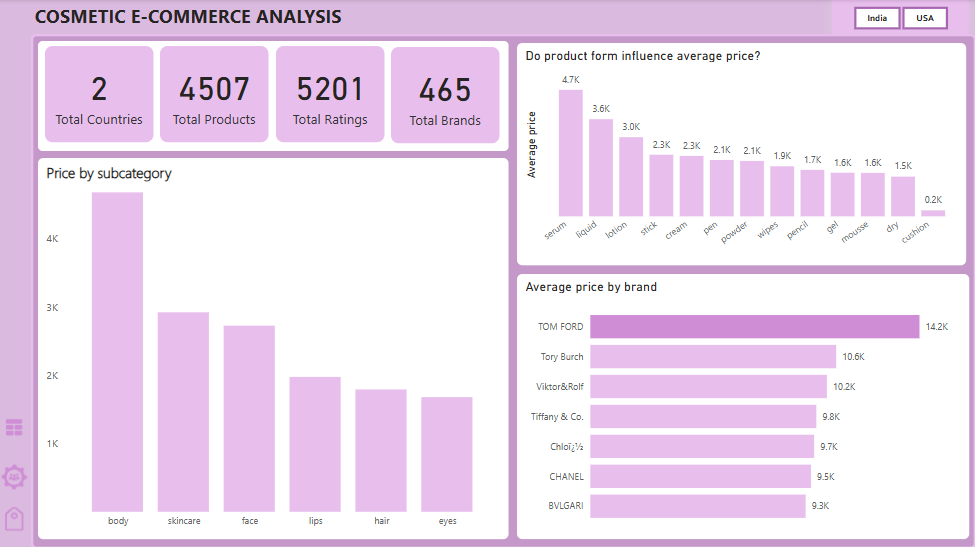 COSMETIC E-COMMERCE ANALYSIS
India
USA
2
Total Countries
4507
Total Products
5201
Total Ratings
465
Total Brands
Price by subcategory
4K
3K
2K
1K
body
skincare
face
lips
hair
eyes
Do product form influence average price?
Average price
4.7K
3.6K
3.0K
2.3K
2.3K
2.1K
2.1K
1.9K
1.7K
1.6K
1.6K
1.5K
0.2K
serum
liquid
lotion
stick
cream
pen
powder
wipes
pencil
gel
mousse
dry
cushion
Average price by brand
TOM FORD 14.2K
Tory Burch 10.6K
Viktor&Rolf 10.2K
Tiffany & Co. 9.8K
Chloï¿½ 9.7K
CHANEL 9.5K
BVLGARI 9.3K